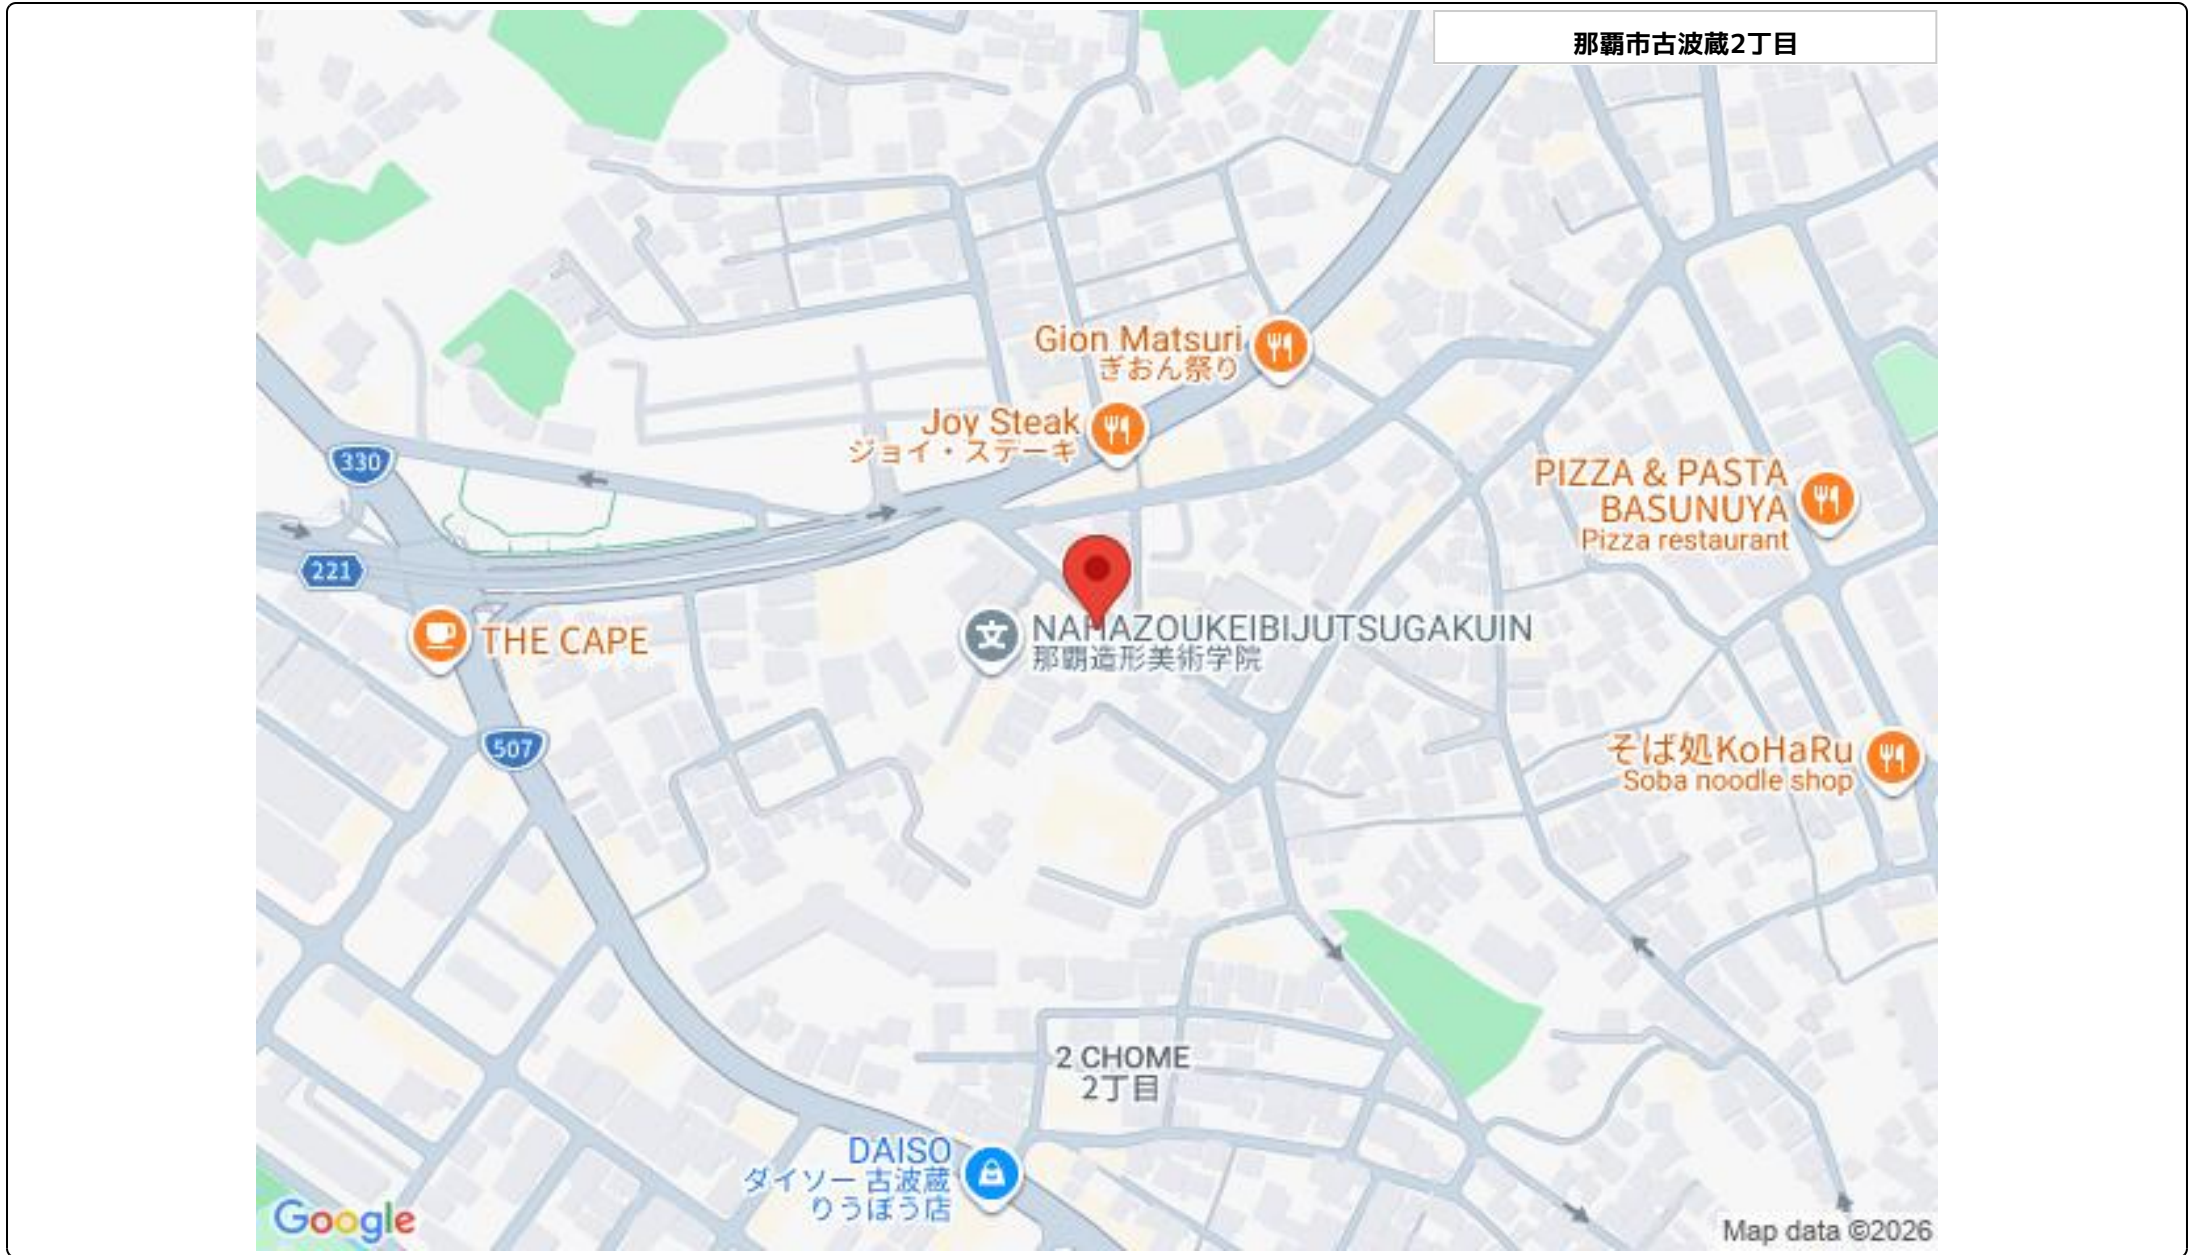 那覇市古波蔵2丁目
Gion Matsuri
ぎおん祭り
Joy Steak
ジョイ・ステーキ
330
PIZZA & PASTA
BASUNUYA
Pizza restaurant
221
THE CAPE
NAHAZOUKEIBIJUTSUGAKUIN
那覇造形美術学院
507
そば処KoHaRu
Soba noodle shop
2 CHOME
2丁目
DAISO
ダイソー 古波蔵
りうぼう店
Google
Map data ©2026